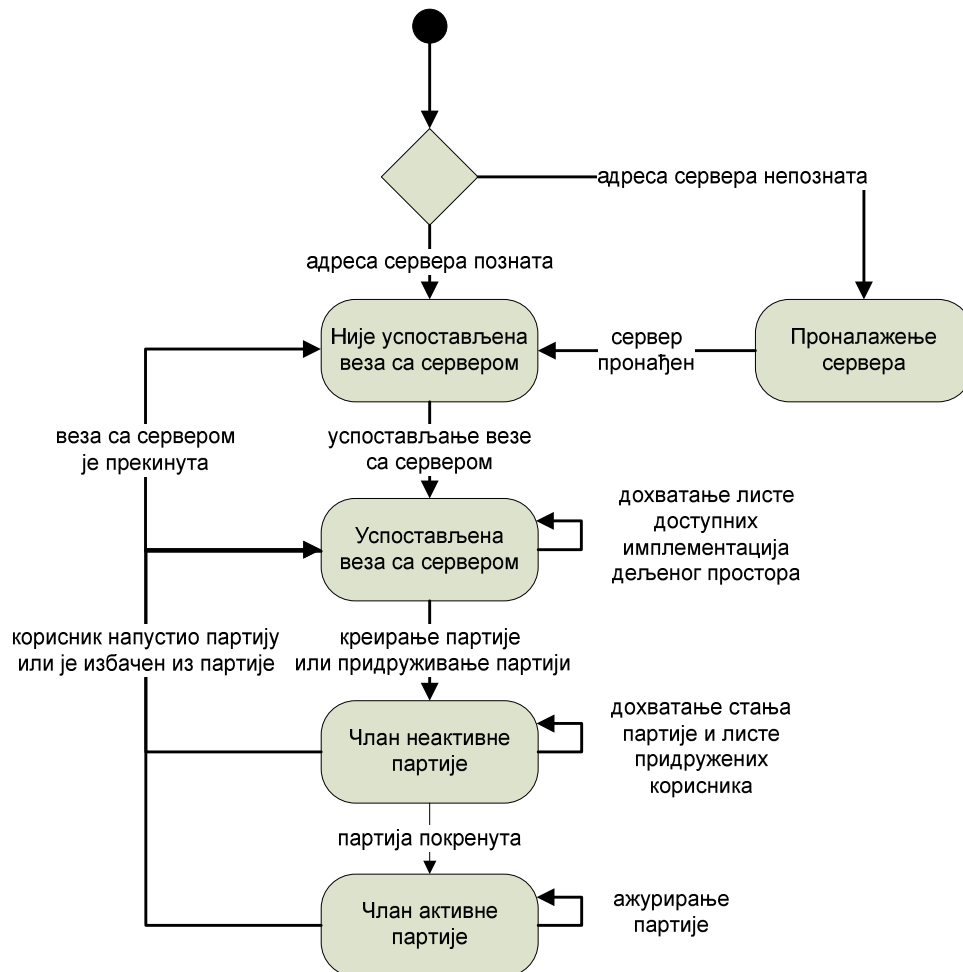 адреса сервера непозната
адреса сервера позната
Није успостављена
веза са сервером
сервер
пронађен
Проналажење
сервера
веза са сервером
је прекинута
успостављање везе
са сервером
Успостављена
веза са сервером
дохватање листе
доступних
имплементација
дељеног простора
корисник напустио партију
или је избачен из партије
креирање партије
или придруживање партији
Члан неактивне
партије
дохватање стања
партије и листе
придружених
корисника
партија покренута
Члан активне
партије
ажурирање
партије